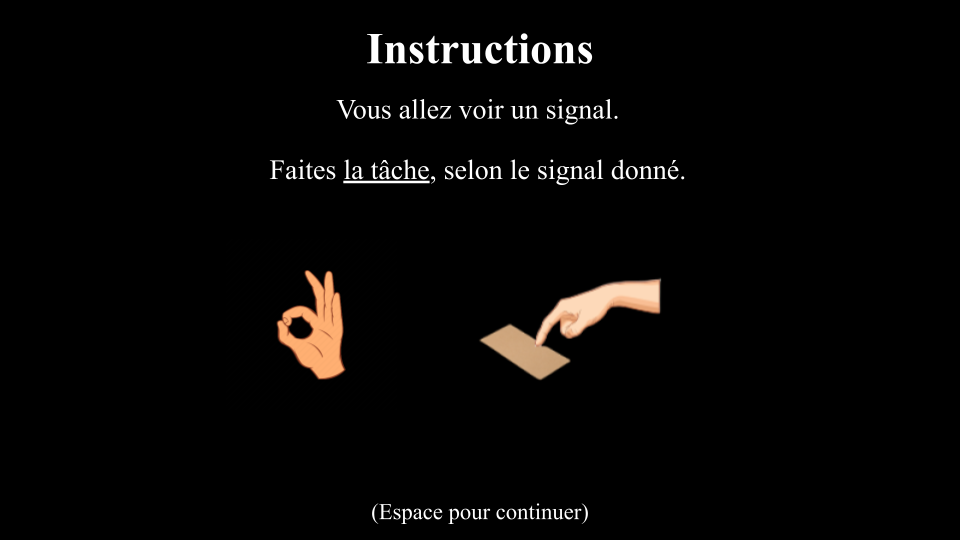 Instructions
Vous allez voir un signal.
Faites la tâche, selon le signal donné.
(Espace pour continuer)